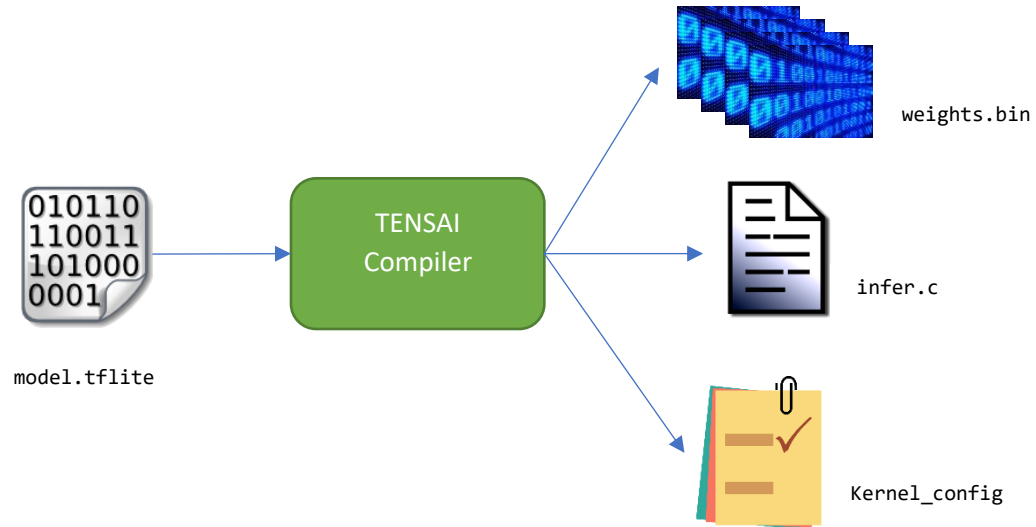 010110
110011
101000
0001
model.tflite
TENSAI
Compiler
weights.bin
infer.c
Kernel_config